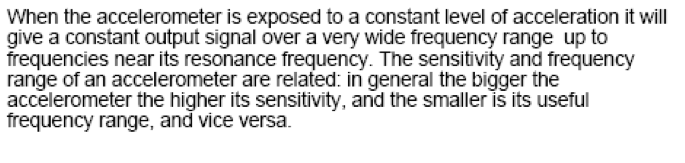 When the accelerometer is exposed to a constant level of acceleration it will
give a constant output signal over a very wide frequency range  up to
frequencies near its resonance frequency. The sensitivity and frequency
range of an accelerometer are related: in general the bigger the
accelerometer the higher its sensitivity, and the smaller is its useful
frequency range, and vice versa.